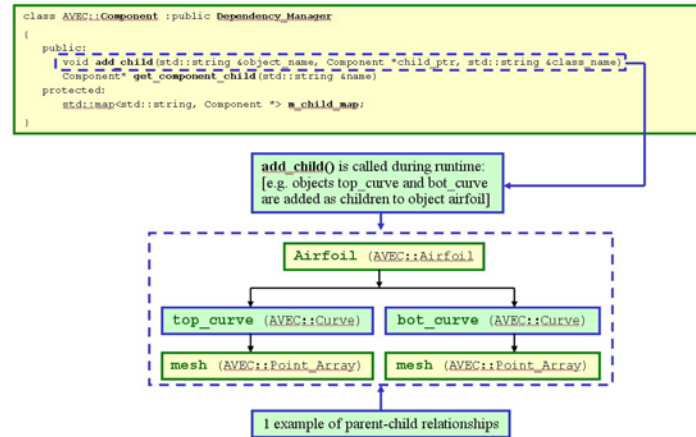 class AVEC::Component :public Dependency_Manager
{
public:
void add_child(std::string &object_name, Component *child_ptr, std::string &class_name)
Component* get_component_child(std::string &name)
protected:
std::map<std::string, Component *> m_child_map;
}
add_child() is called during runtime:
[e.g. objects top_curve and bot_curve
are added as children to object airfoil]
Airfoil (AVEC::Airfoil
top_curve (AVEC::Curve)
bot_curve (AVEC::Curve)
mesh (AVEC::Point_Array)
mesh (AVEC::Point_Array)
1 example of parent-child relationships